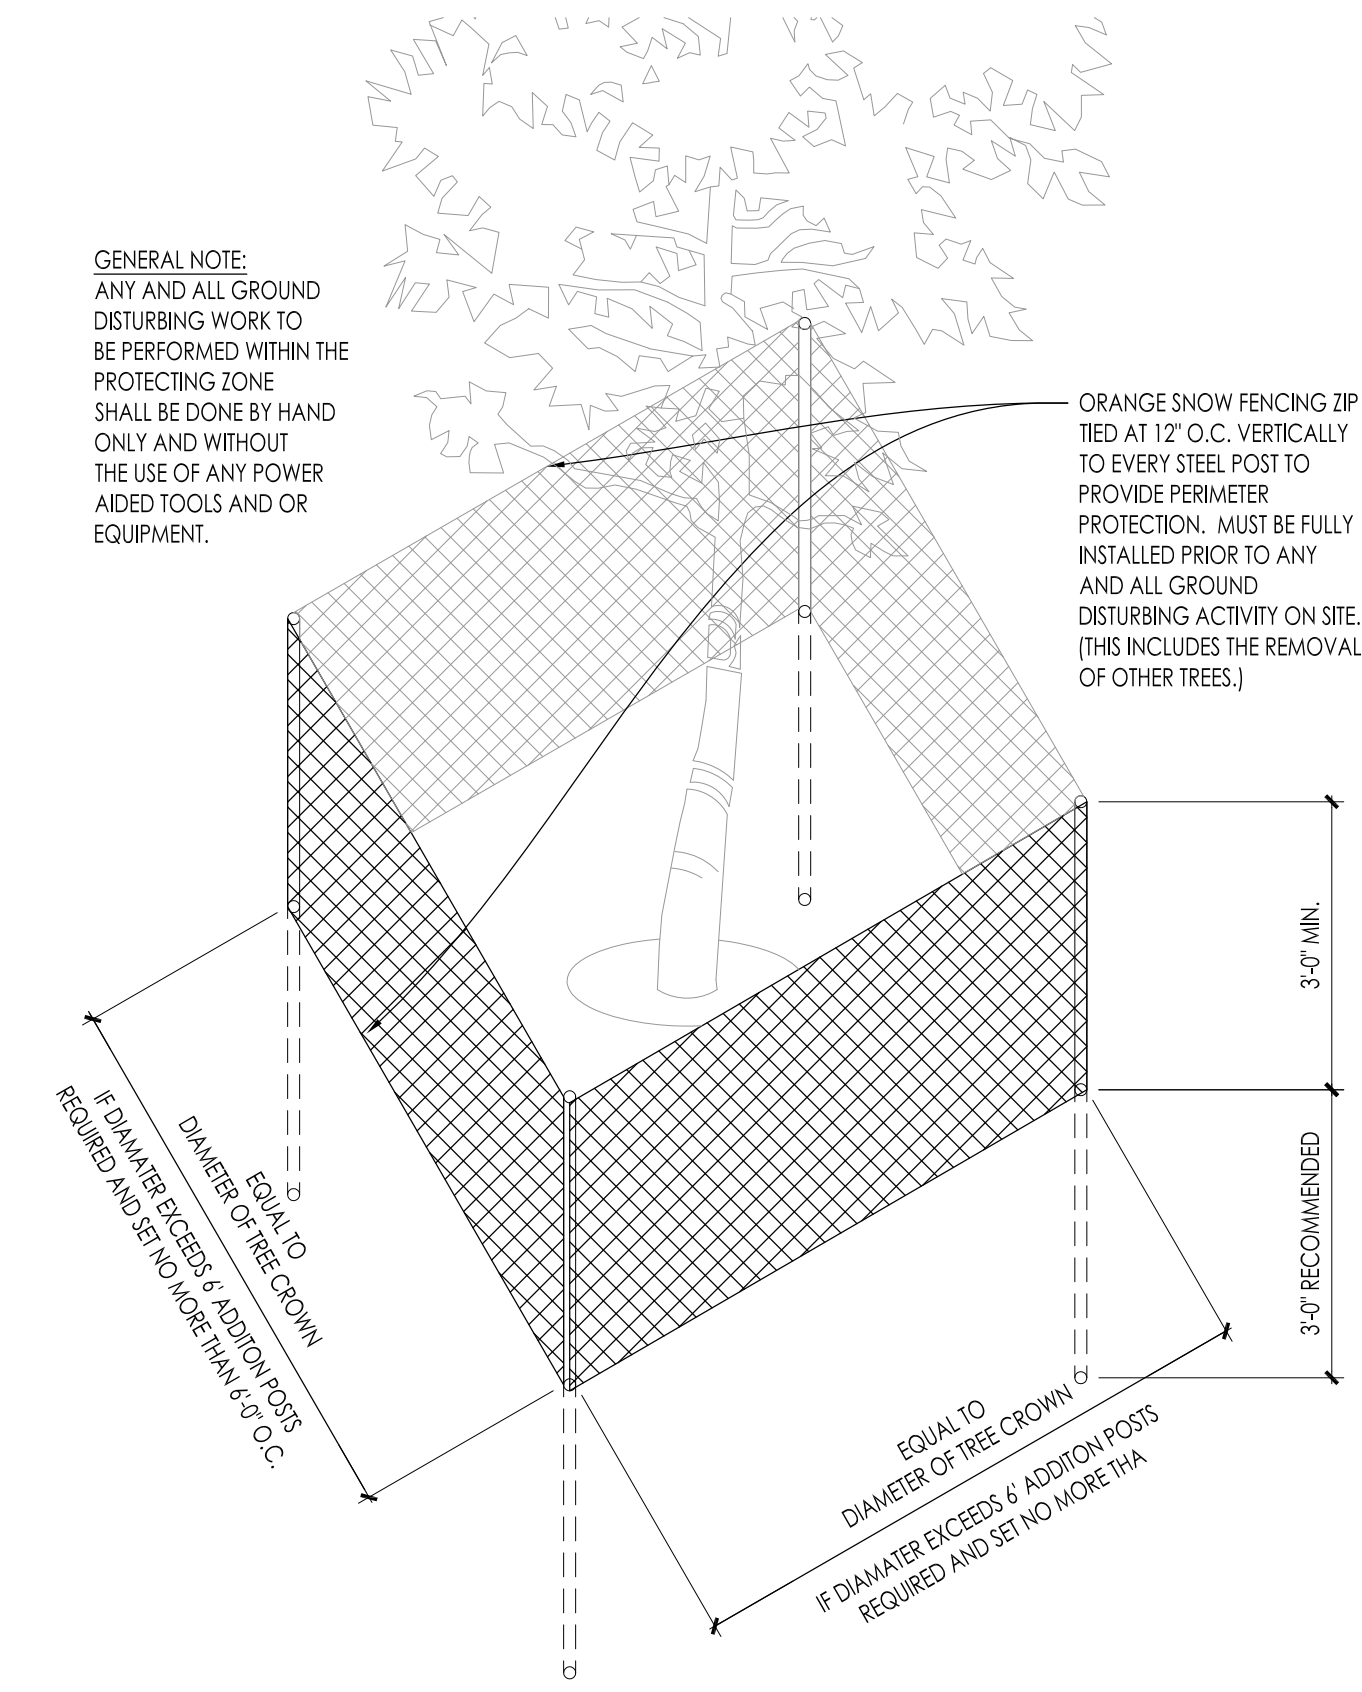 GENERAL NOTE:
ANY AND ALL GROUND
DISTURBING WORK TO
BE PERFORMED WITHIN THE
PROTECTING ZONE
SHALL BE DONE BY HAND
ONLY AND WITHOUT
THE USE OF ANY POWER
AIDED TOOLS AND OR
EQUIPMENT.
ORANGE SNOW FENCING ZIP
TIED AT 12" O.C. VERTICALLY
TO EVERY STEEL POST TO
PROVIDE PERIMETER
PROTECTION. MUST BE FULLY
INSTALLED PRIOR TO ANY
AND ALL GROUND
DISTURBING ACTIVITY ON SITE.
(THIS INCLUDES THE REMOVAL
OF OTHER TREES.)
3'-0" MIN.
3'-0" RECOMMENDED
EQUAL TO
DIAMETER OF TREE CROWN
IF DIAMATER EXCEEDS 6' ADDITON POSTS
REQUIRED AND SET NO MORE THAN 6'-0" O.C.
EQUAL TO
DIAMETER OF TREE CROWN
IF DIAMATER EXCEEDS 6' ADDITON POSTS
REQUIRED AND SET NO MORE THA